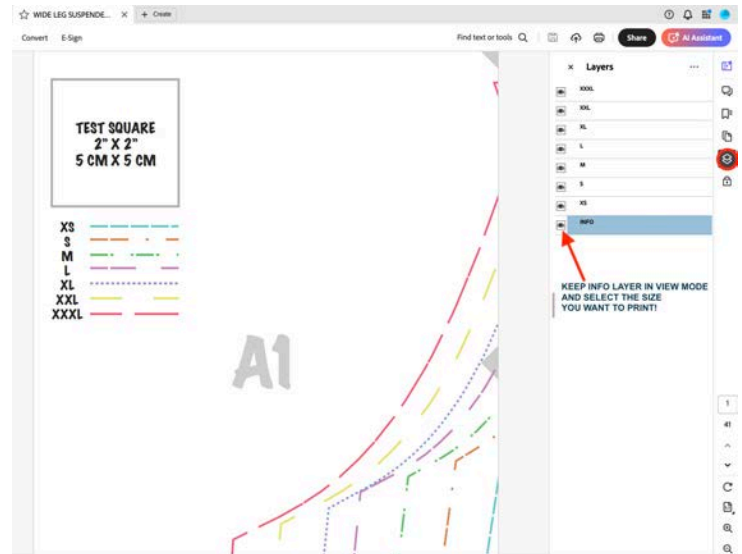 WIDE LEG SUSPENDE...
+ Create
Convert E-Sign
Find text or tools
Share
AI Assistant
Layers
XXXL
XXL
XL
L
M
S
XS
INFO
KEEP INFO LAYER IN VIEW MODE
AND SELECT THE SIZE
YOU WANT TO PRINT!
TEST SQUARE
2" X 2"
5 CM X 5 CM
XS
S
M
L
XL
XXL
XXXL
A1
1
41